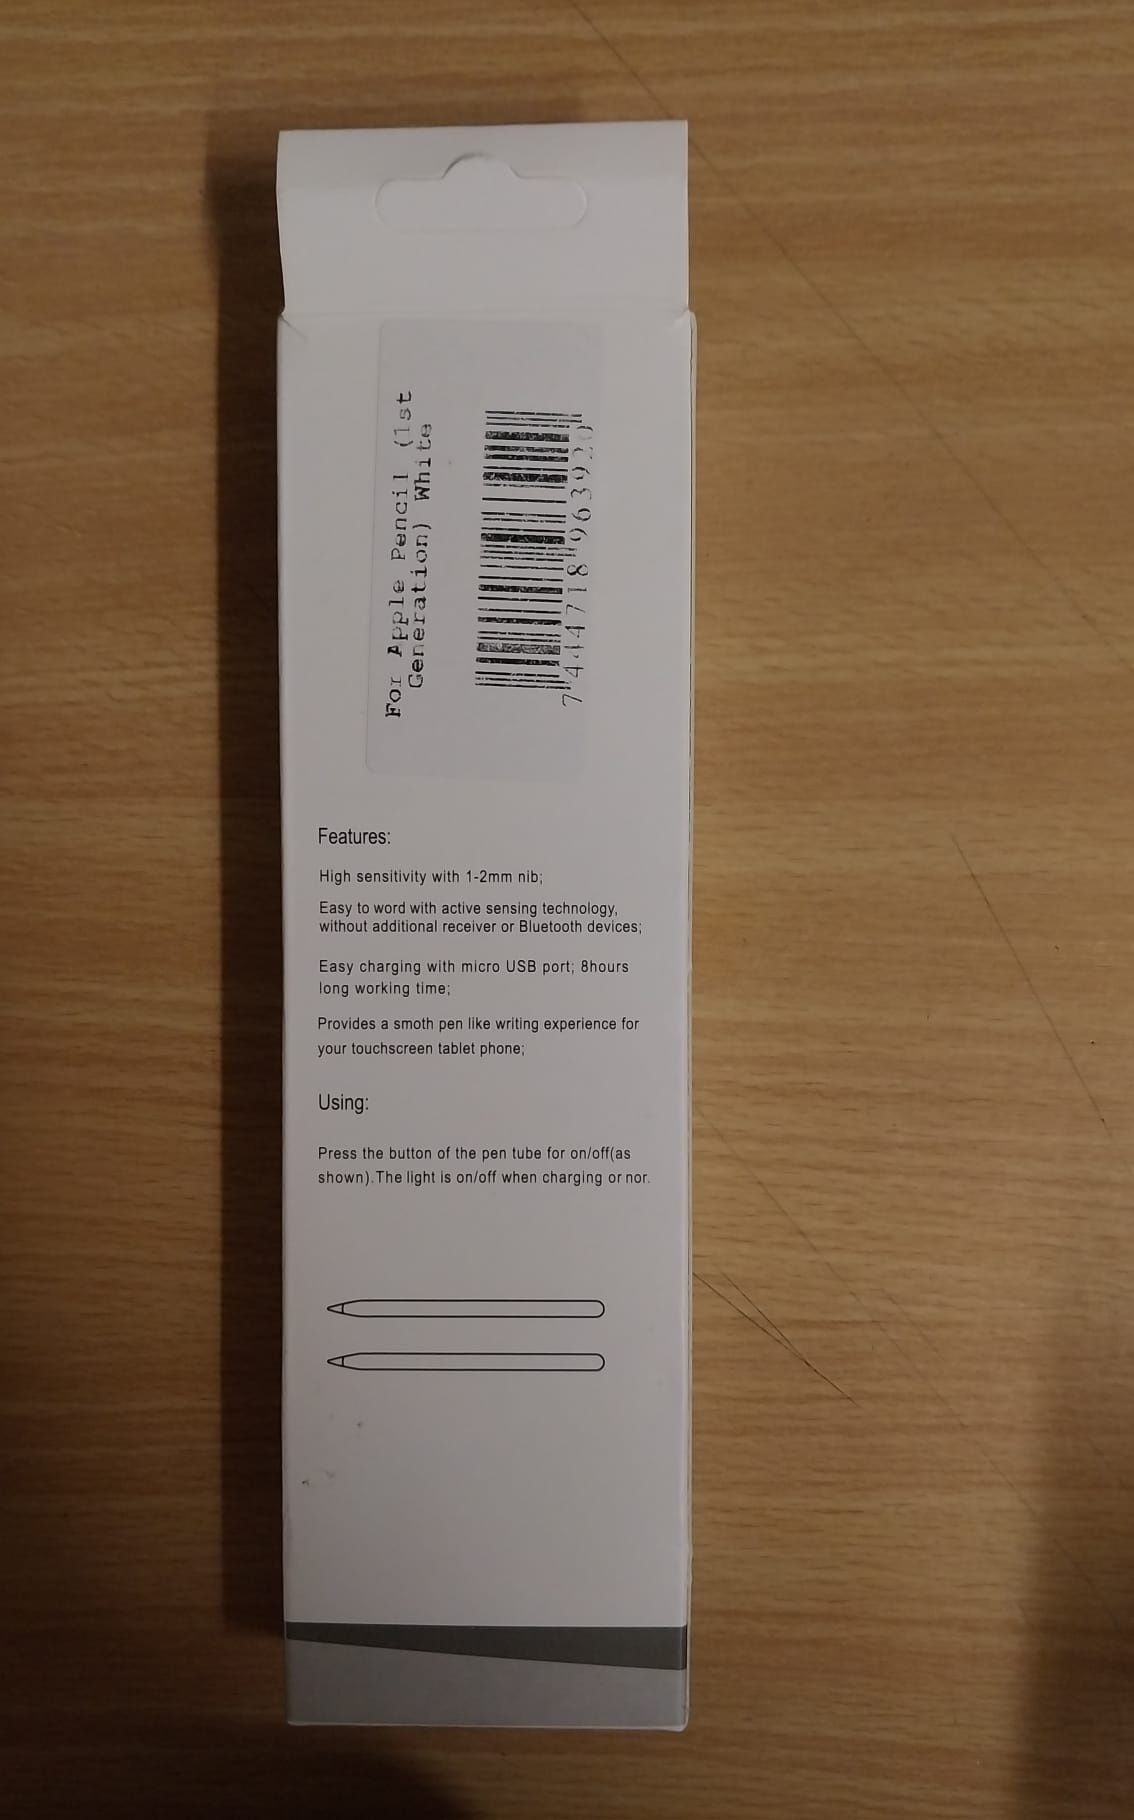 For Apple Pencil (1st
Generation) White
7 444718 963920
Features:
High sensitivity with 1-2mm nib;
Easy to word with active sensing technology,
without additional receiver or Bluetooth devices;
Easy charging with micro USB port; 8hours
long working time;
Provides a smoth pen like writing experience for
your touchscreen tablet phone;
Using:
Press the button of the pen tube for on/off(as
shown).The light is on/off when charging or nor.